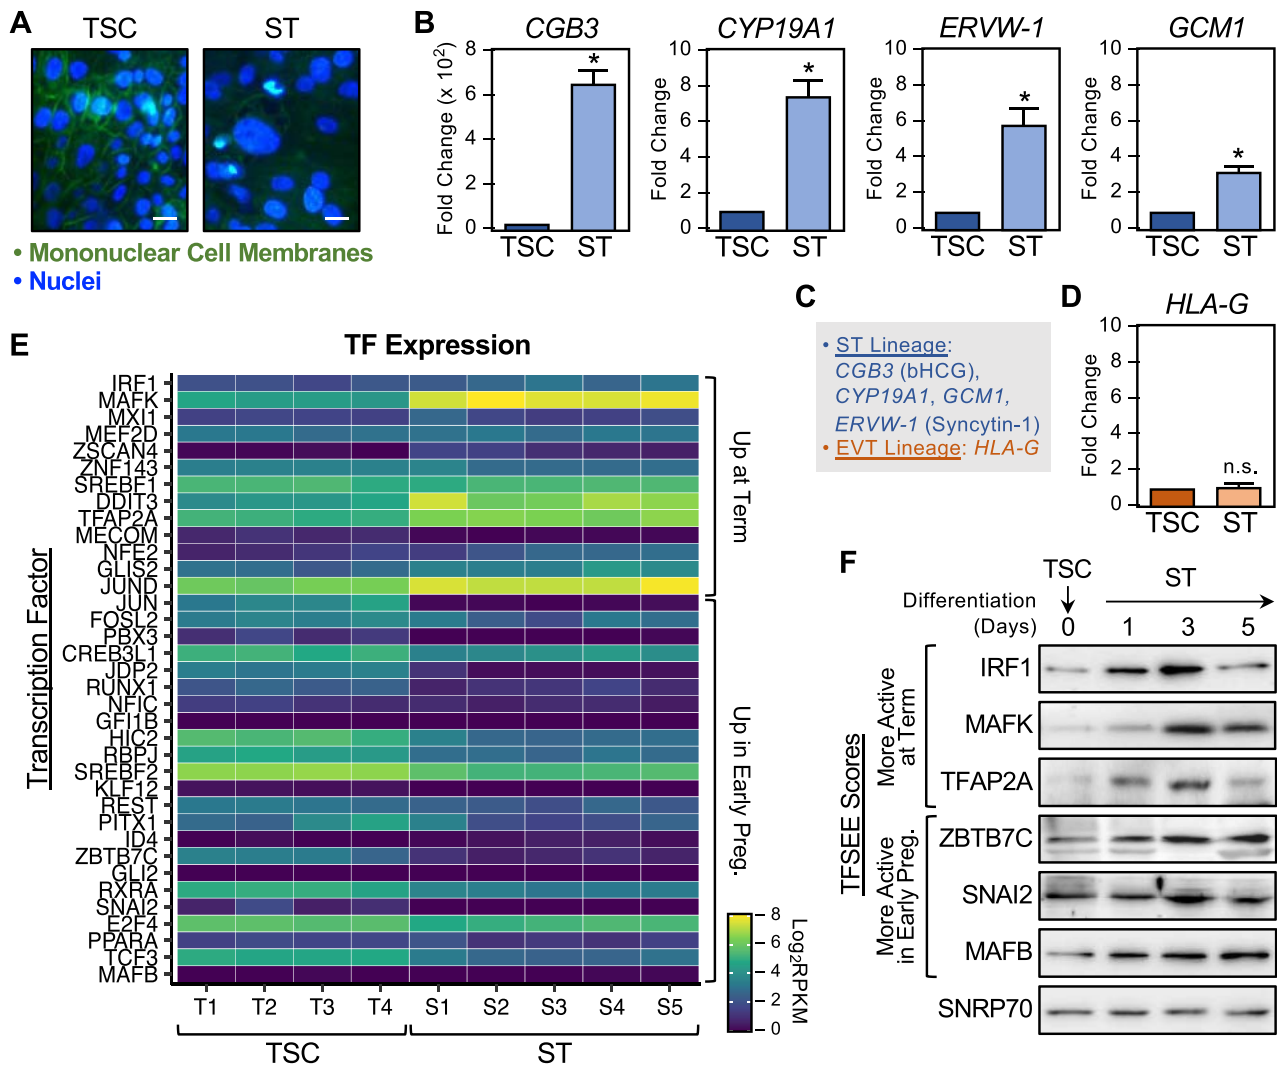 A
TSC
ST
• Mononuclear Cell Membranes
• Nuclei
B
CGB3
Fold Change (x 10²)
8
6
4
2
0
TSC
ST
*
CYP19A1
Fold Change
10
8
6
4
2
0
TSC
ST
*
ERVW-1
Fold Change
10
8
6
4
2
0
TSC
ST
*
GCM1
Fold Change
10
8
6
4
2
0
TSC
ST
*
C
• ST Lineage:
CGB3 (bHCG),
CYP19A1, GCM1,
ERVW-1 (Syncytin-1)
• EVT Lineage: HLA-G
D
HLA-G
Fold Change
10
8
6
4
2
0
n.s.
TSC
ST
E
TF Expression
Transcription Factor
IRF1
MAFK
MXI1
MEF2D
ZSCAN4
ZNF143
SREBF1
DDIT3
TFAP2A
MECOM
NFE2
GLIS2
JUND
JUN
FOSL2
PBX3
CREB3L1
JDP2
RUNX1
NFIC
GFI1B
HIC2
RBPJ
SREBF2
KLF12
REST
PITX1
ID4
ZBTB7C
GLI2
RXRA
SNAI2
E2F4
PPARA
TCF3
MAFB
Up at Term
Up in Early Preg.
T1 T2 T3 T4 S1 S2 S3 S4 S5
TSC
ST
8
6
4
2
0
Log₂RPKM
F
TSC
ST
Differentiation
(Days)
0 1 3 5
TFSEE Scores
More Active
at Term
IRF1
MAFK
TFAP2A
More Active
in Early Preg.
ZBTB7C
SNAI2
MAFB
SNRP70